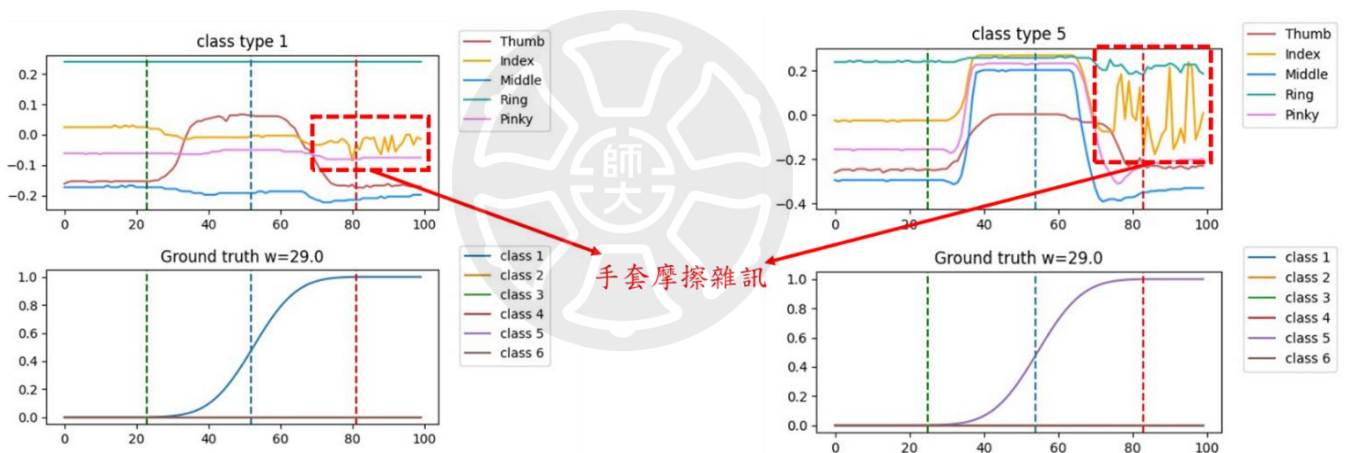 class type 1
0.2
0.1
0.0
−0.1
−0.2
0
20
40
60
80
100
Thumb
Index
Middle
Ring
Pinky
Ground truth w=29.0
1.0
0.8
0.6
0.4
0.2
0.0
0
20
40
60
80
100
class 1
class 2
class 3
class 4
class 5
class 6
師大
手套摩擦雜訊
class type 5
0.2
0.0
−0.2
−0.4
0
20
40
60
80
100
Thumb
Index
Middle
Ring
Pinky
Ground truth w=29.0
1.0
0.8
0.6
0.4
0.2
0.0
0
20
40
60
80
100
class 1
class 2
class 3
class 4
class 5
class 6